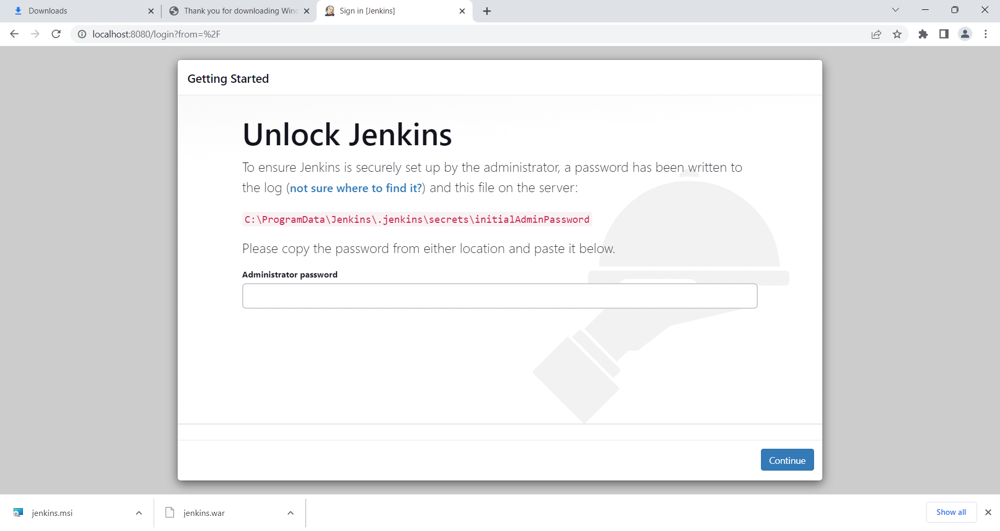 Downloads
Thank you for downloading Winc
Sign in [Jenkins]
localhost:8080/login?from=%2F
Getting Started
Unlock Jenkins
To ensure Jenkins is securely set up by the administrator, a password has been written to
the log (not sure where to find it?) and this file on the server:
C:\ProgramData\Jenkins\.jenkins\secrets\initialAdminPassword
Please copy the password from either location and paste it below.
Administrator password
Continue
jenkins.msi
jenkins.war
Show all